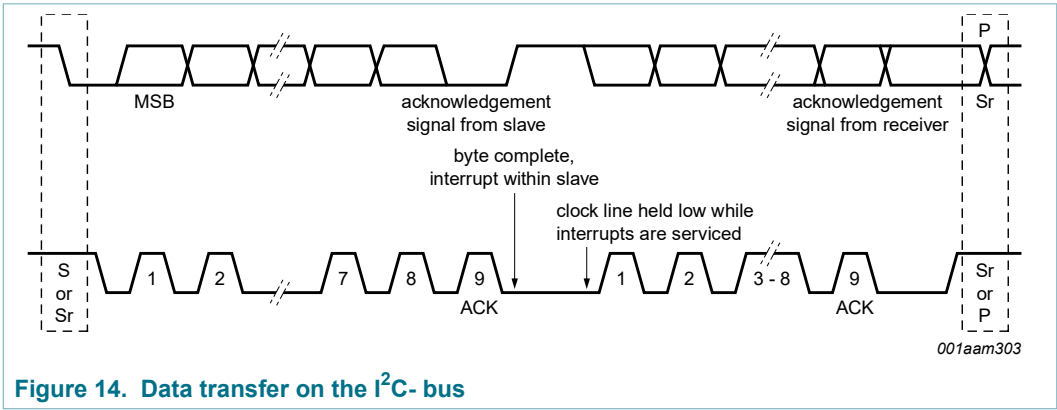 P
MSB
acknowledgement
signal from slave
acknowledgement
signal from receiver
Sr
byte complete,
interrupt within slave
clock line held low while
interrupts are serviced
S
or
Sr
1
2
7
8
9
ACK
1
2
3 - 8
9
ACK
Sr
or
P
001aam303
Figure 14. Data transfer on the I²C- bus